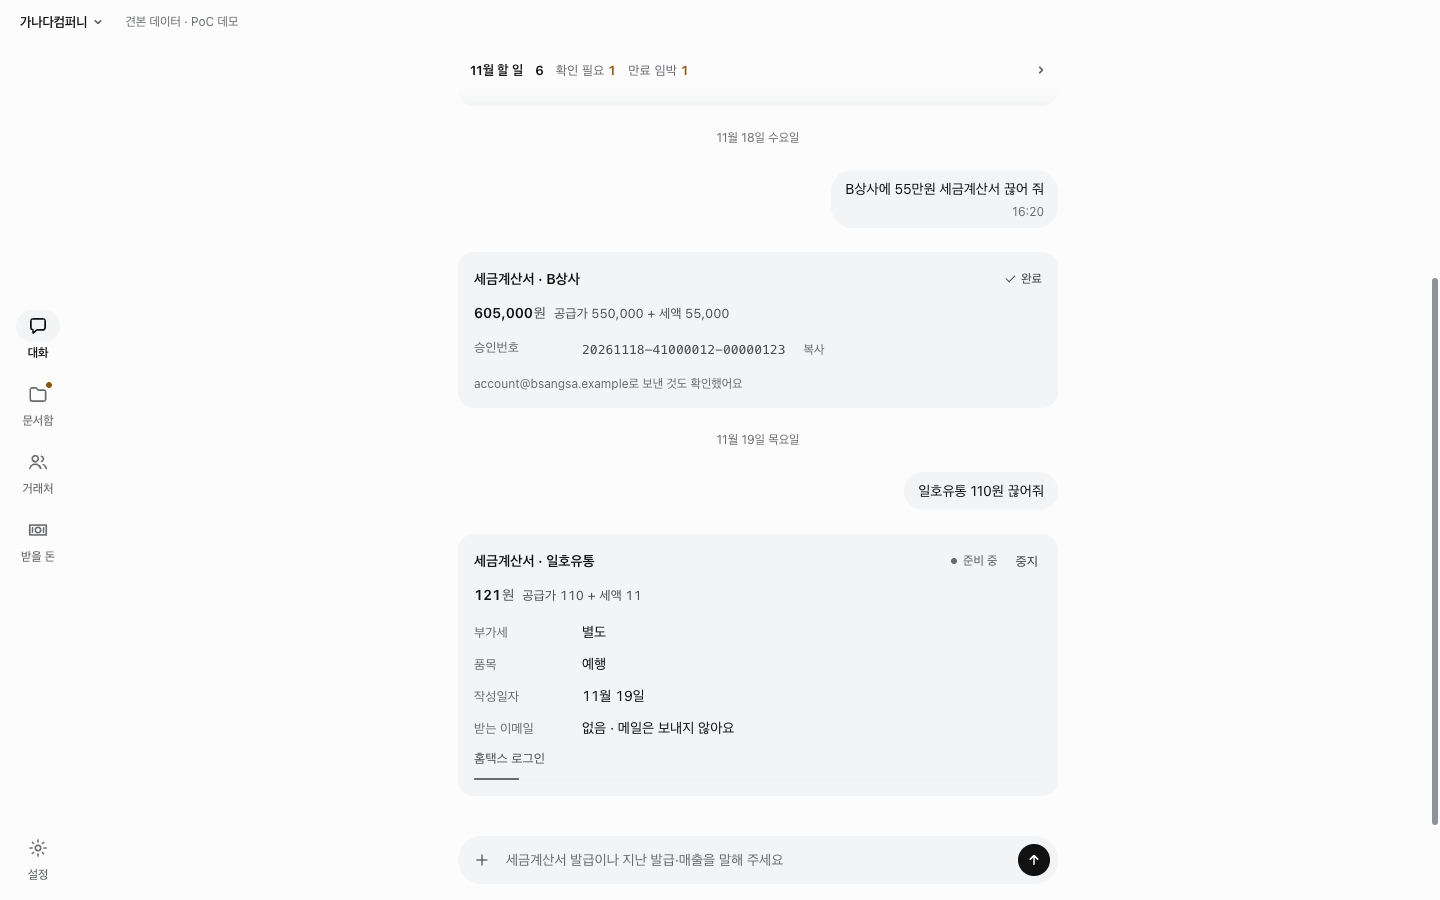 가나다컴퍼니
견본 데이터 · PoC 데모
11월 할 일 6 확인 필요 1 만료 임박 1
11월 18일 수요일
B상사에 55만원 세금계산서 끊어 줘
16:20
세금계산서 · B상사
완료
605,000원 공급가 550,000 + 세액 55,000
승인번호 20261118-41000012-00000123 복사
account@bsangsa.example로 보낸 것도 확인했어요
11월 19일 목요일
일호유통 110원 끊어줘
세금계산서 · 일호유통
준비 중 중지
121원 공급가 110 + 세액 11
부가세 별도
품목 예행
작성일자 11월 19일
받는 이메일 없음 · 메일은 보내지 않아요
홈택스 로그인
대화
문서함
거래처
받을 돈
설정
세금계산서 발급이나 지난 발급·매출을 말해 주세요